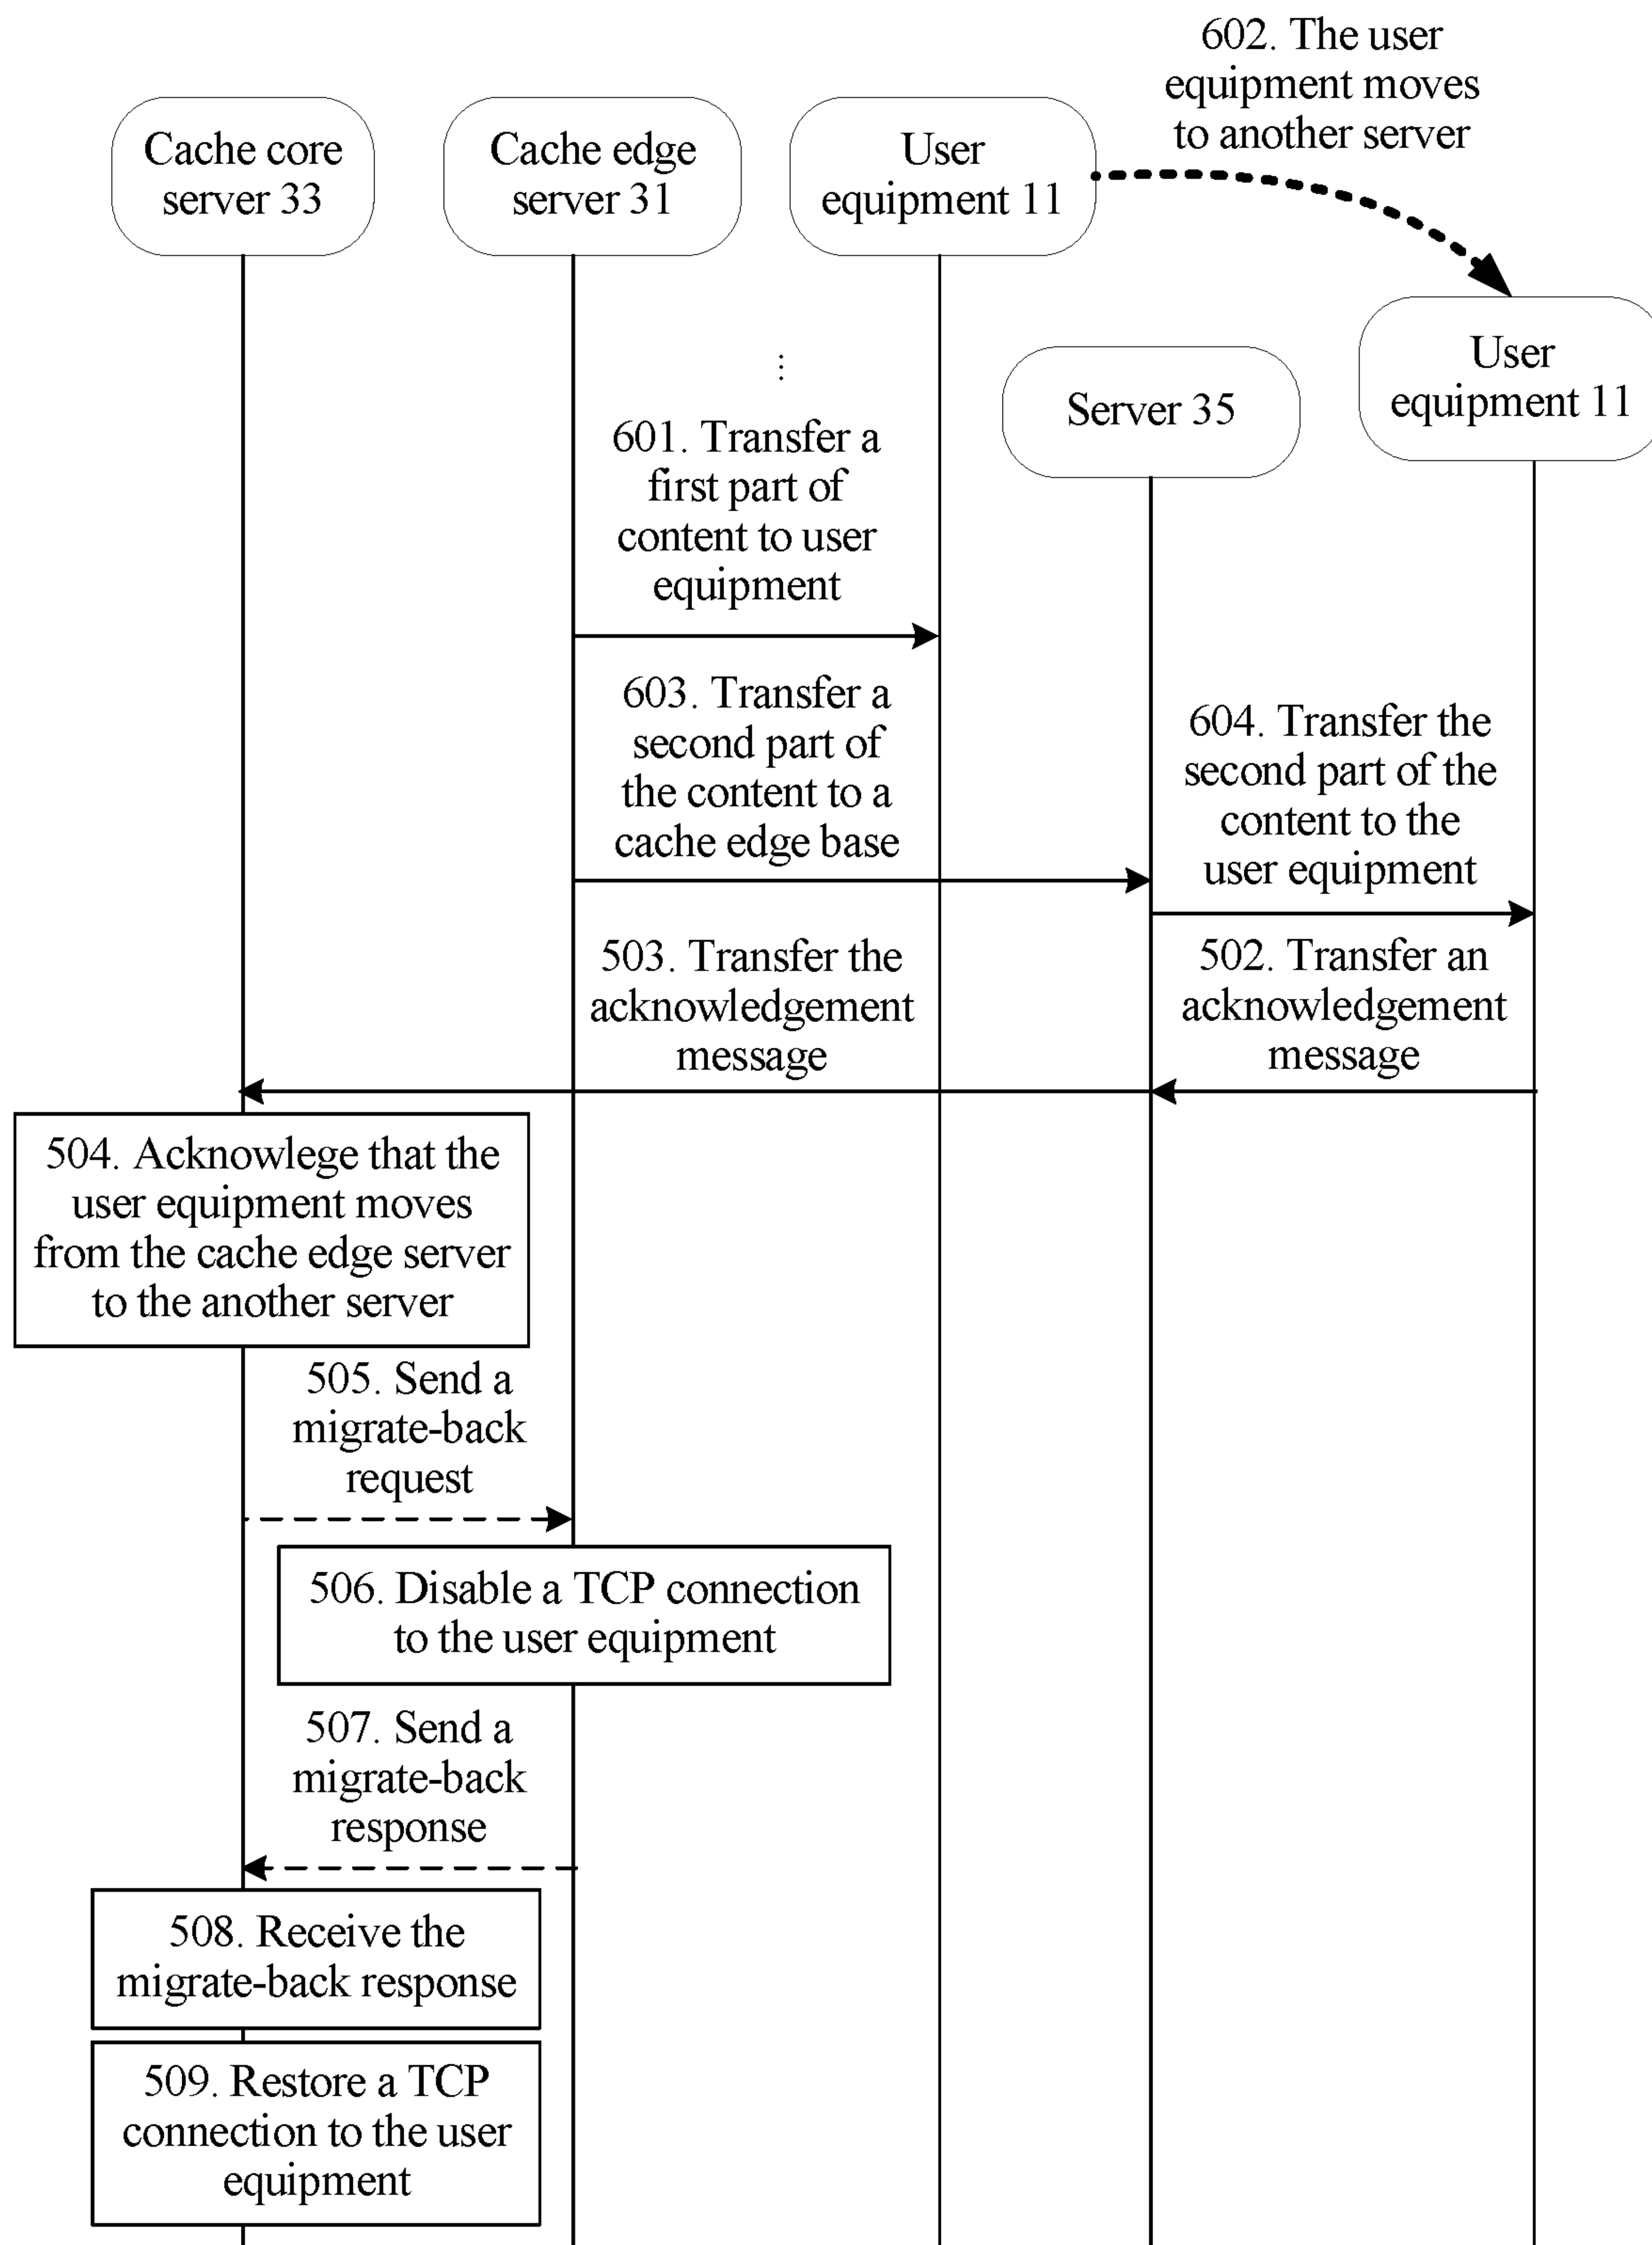 602. The user
equipment moves
to another server
Cache core
server 33
Cache edge
server 31
User
equipment 11
User
equipment 11
Server 35
601. Transfer a
first part of
content to user
equipment
603. Transfer a
second part of
the content to a
cache edge base
604. Transfer the
second part of the
content to the
user equipment
503. Transfer the
acknowledgement
message
502. Transfer an
acknowledgement
message
504. Acknowlege that the
user equipment moves
from the cache edge server
to the another server
505. Send a
migrate-back
request
506. Disable a TCP connection
to the user equipment
507. Send a
migrate-back
response
508. Receive the
migrate-back response
509. Restore a TCP
connection to the user
equipment